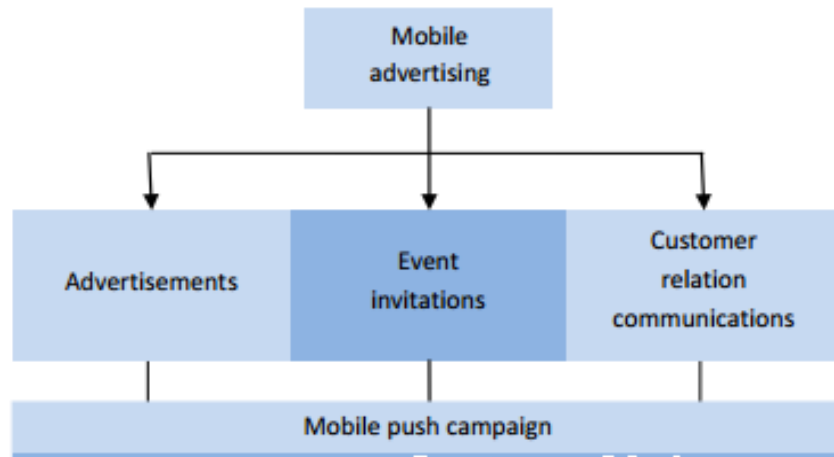 Mobile
advertising
Advertisements
Event
invitations
Customer
relation
communications
Mobile push campaign